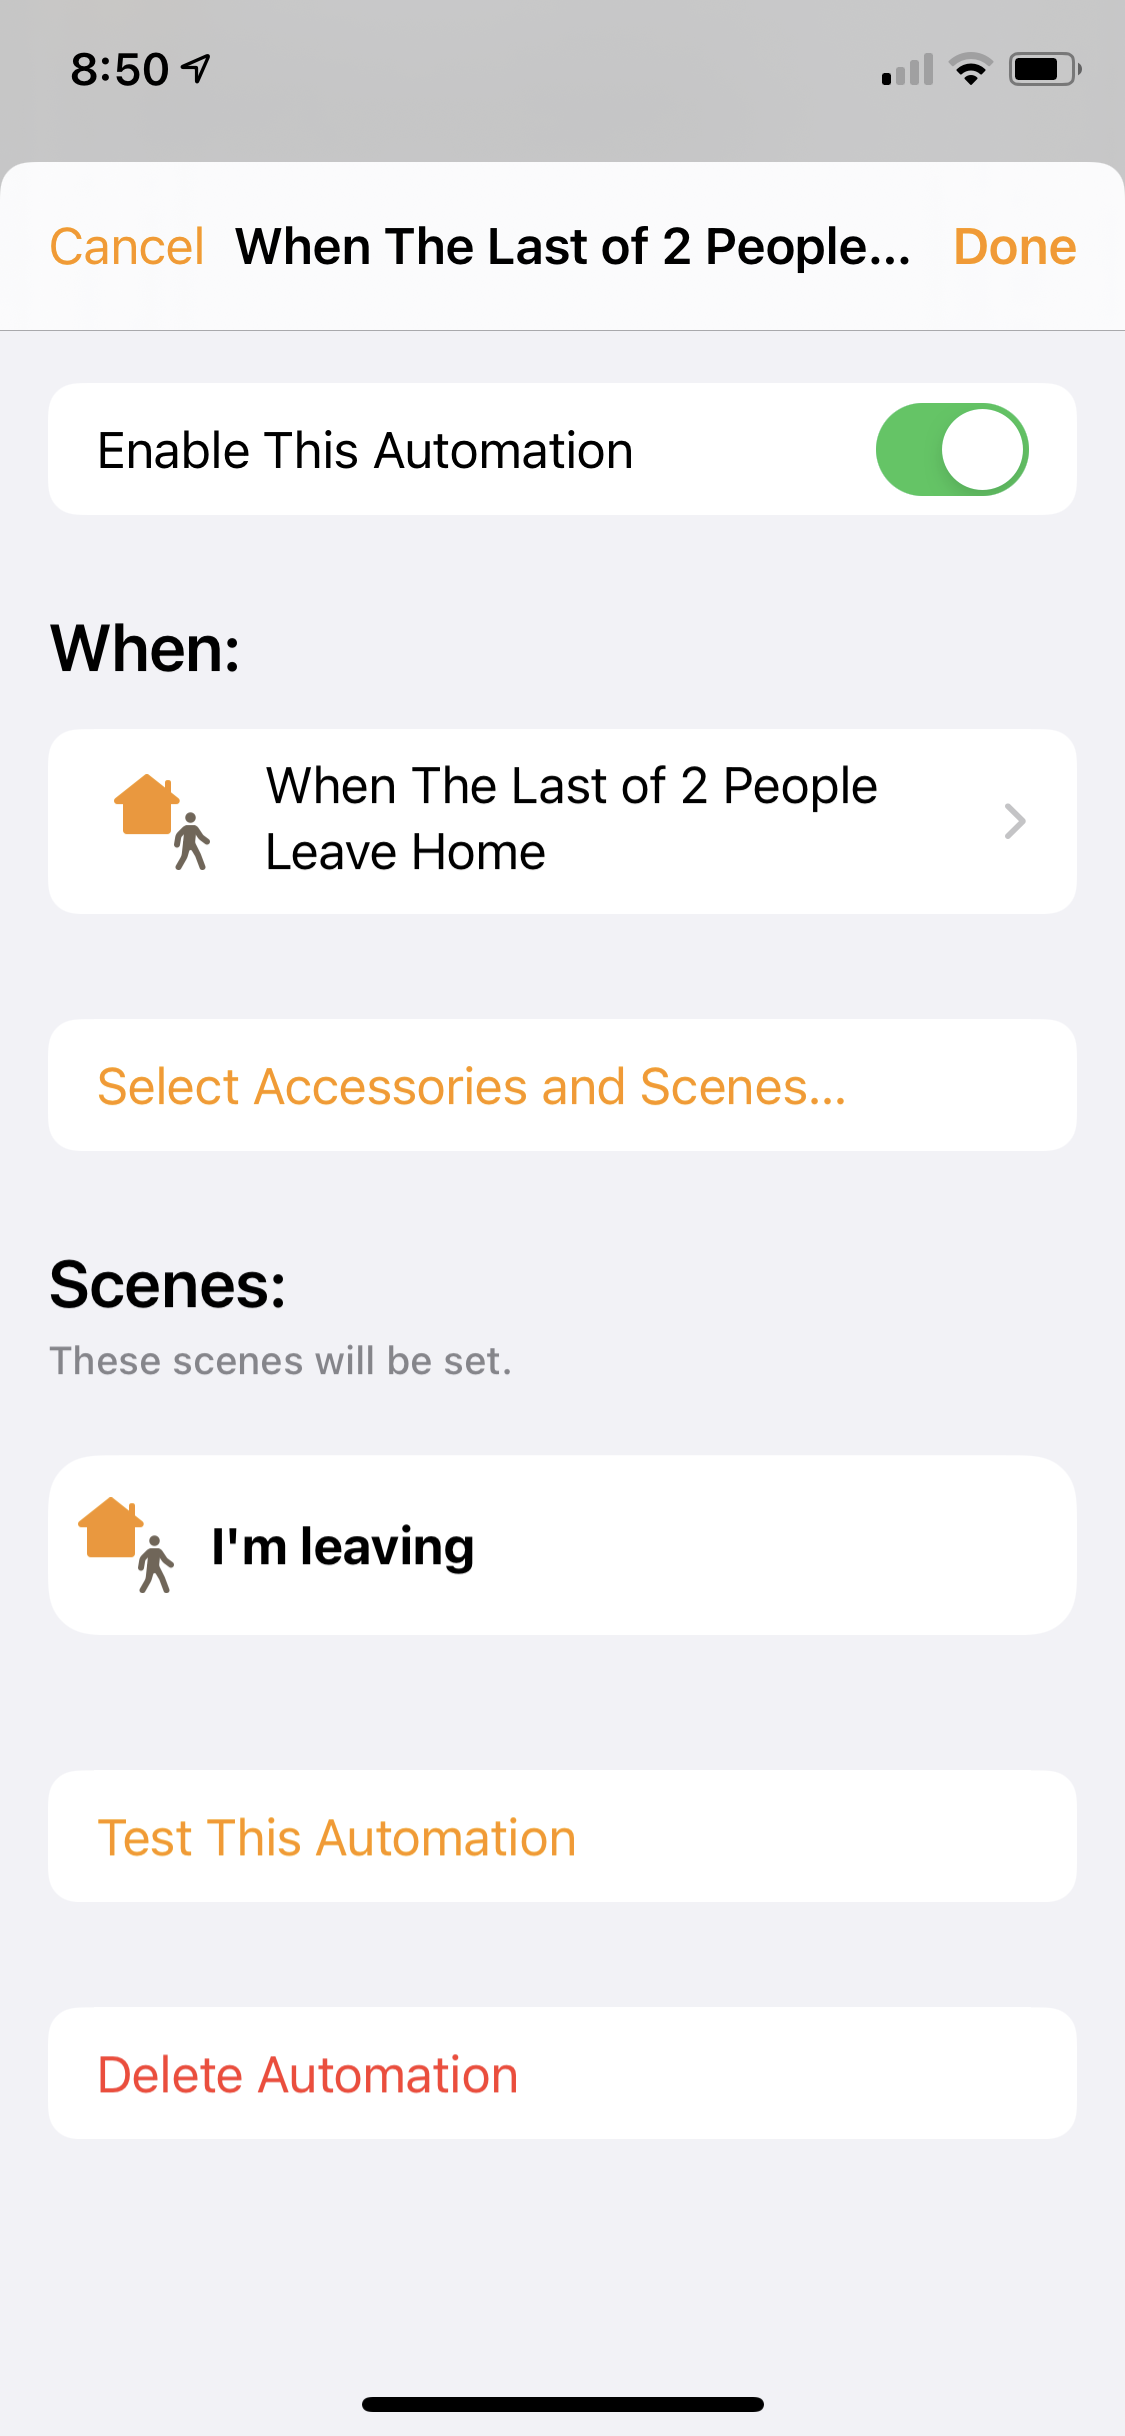 8:50
Cancel When The Last of 2 People... Done
Enable This Automation
When:
When The Last of 2 People
Leave Home
Select Accessories and Scenes...
Scenes:
These scenes will be set.
I'm leaving
Test This Automation
Delete Automation